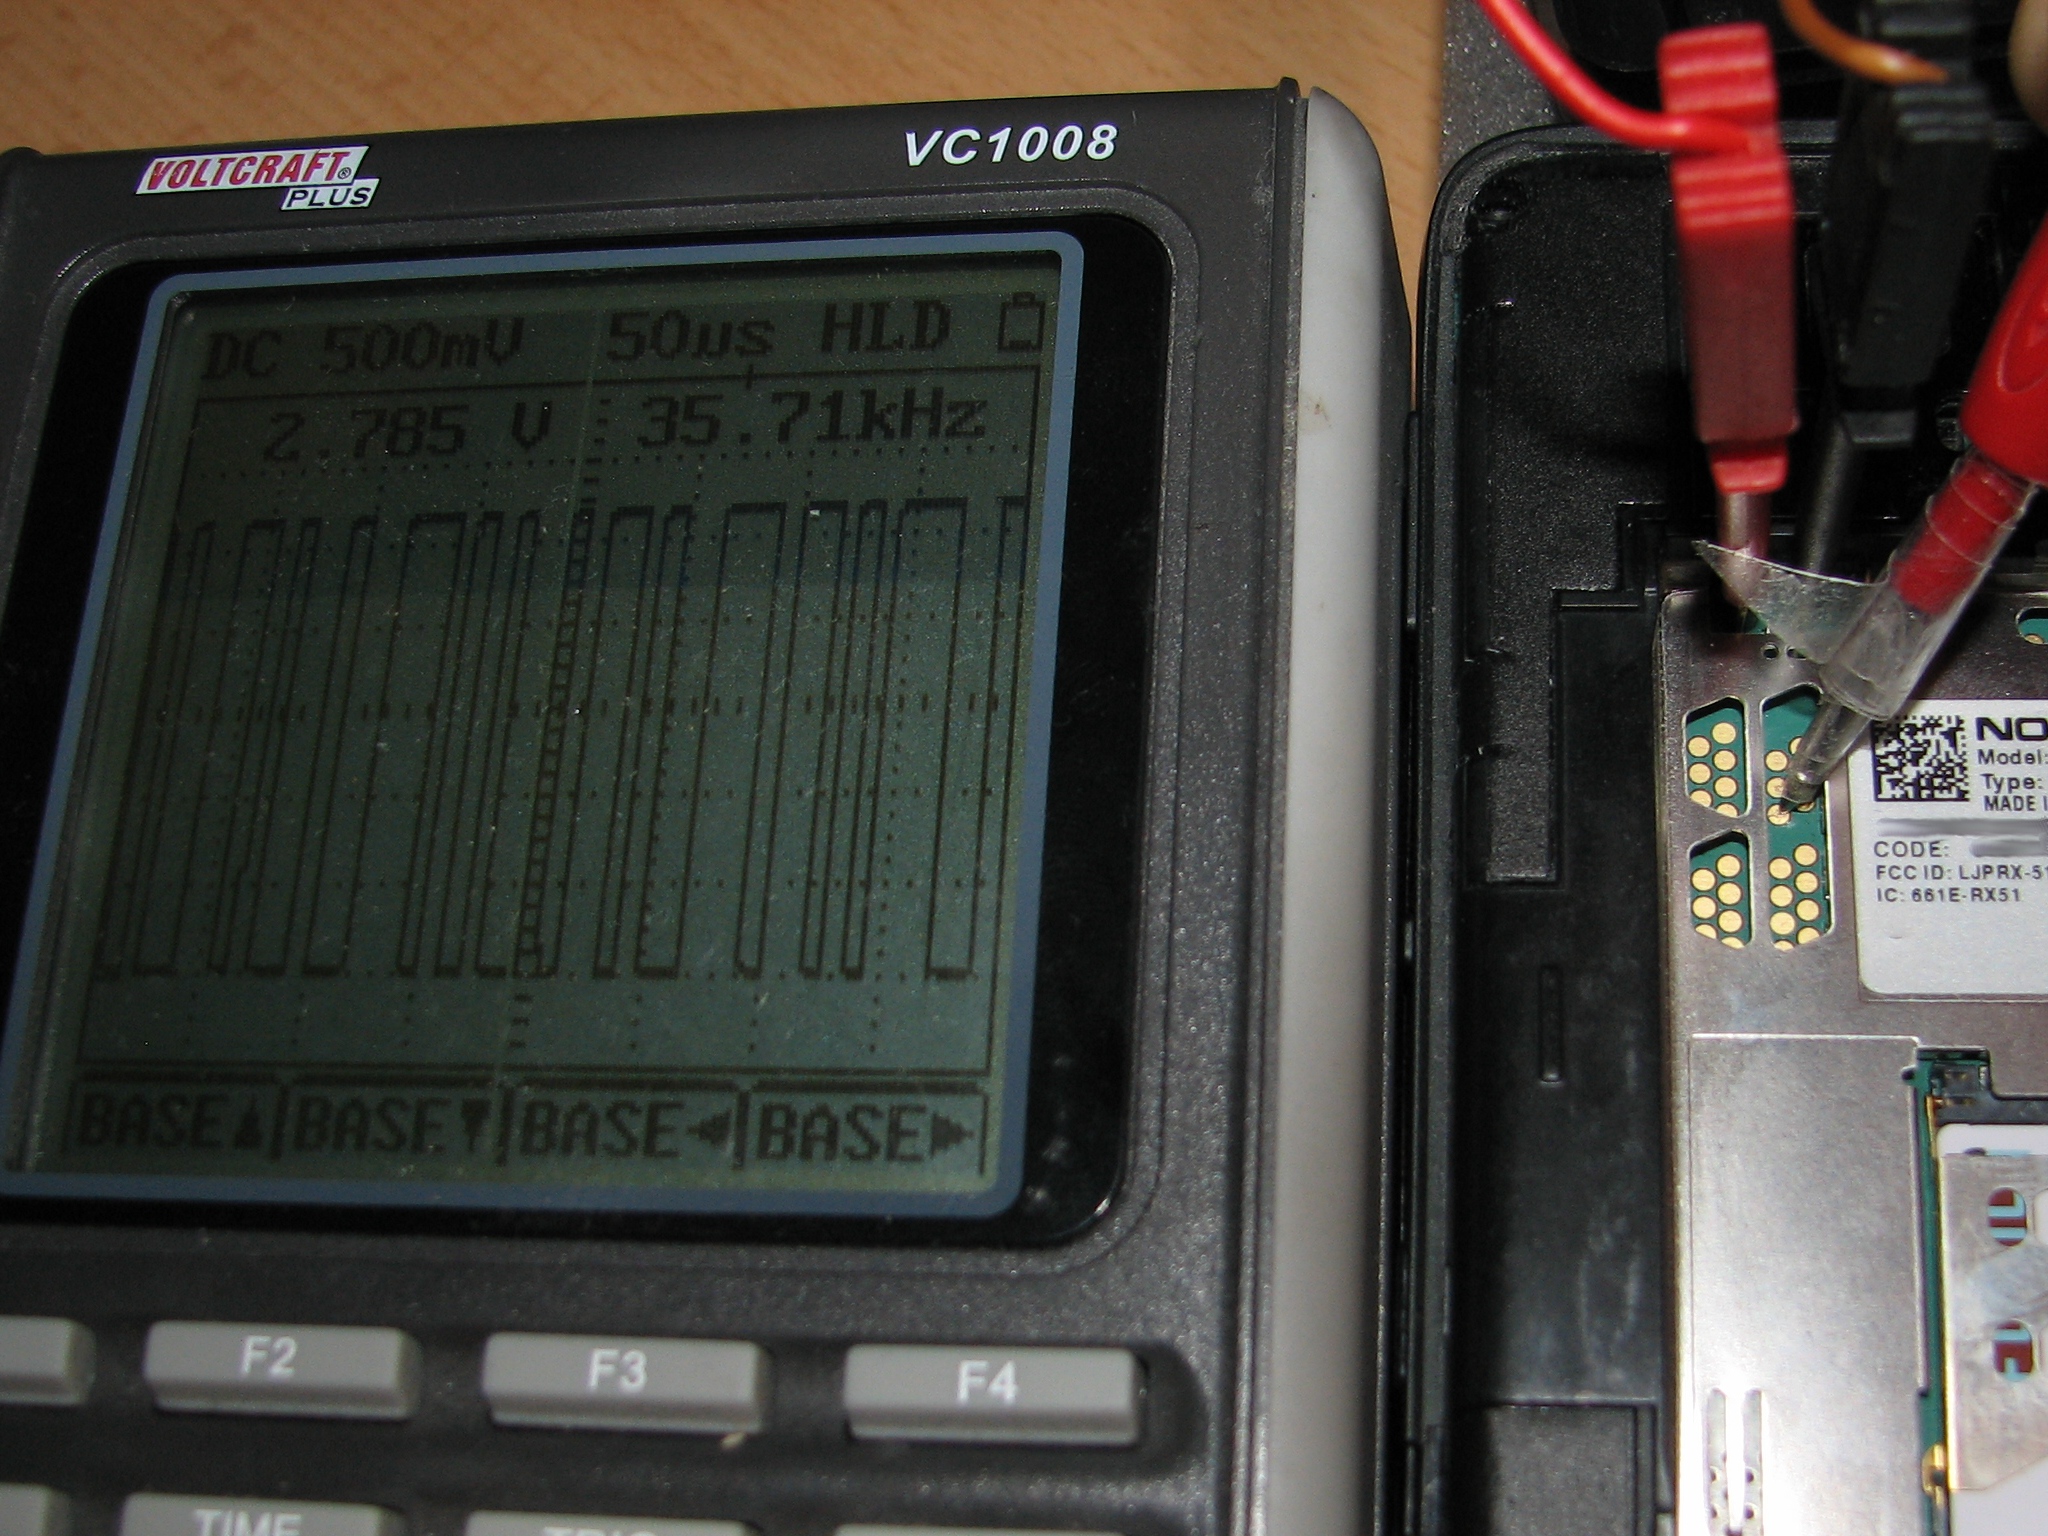 VOLTCRAFT®
PLUS
VC1008
DC 500mV 50us HLD
2.785 V 35.71kHz
BASE▲ BASE▼ BASE◀ BASE▶
F2 F3 F4
TIME
NO
Model:
Type:
MADE I
CODE:
FCC ID: LJPRX-51
IC: 661E-RX51